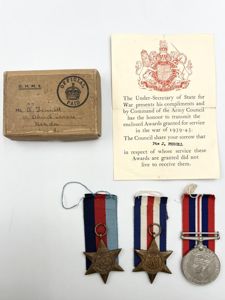 O.H.M.S.
OFFICIAL
PAID
The Under-Secretary of State for
War presents his compliments and
by Command of the Army Council
has the honour to transmit the
enclosed Awards granted for service
in the war of 1939-45.
The Council share your sorrow that
Pte J.
in respect of whose service these
Awards are granted did not
live to receive them.